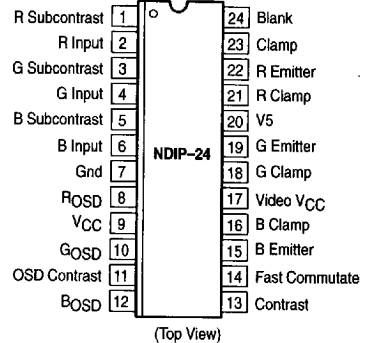 R Subcontrast 1 24 Blank
R Input 2 23 Clamp
G Subcontrast 3 22 R Emitter
G Input 4 21 R Clamp
B Subcontrast 5 20 V5
B Input 6 19 G Emitter
NDIP–24
Gnd 7 18 G Clamp
ROSD 8 17 Video VCC
VCC 9 16 B Clamp
GOSD 10 15 B Emitter
OSD Contrast 11 14 Fast Commutate
BOSD 12 13 Contrast
(Top View)